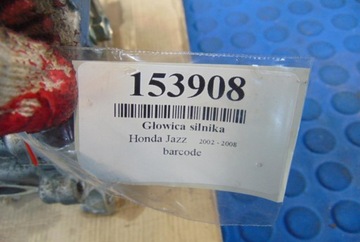 153908
Głowica silnika
Honda Jazz 2002 - 2008
barcode